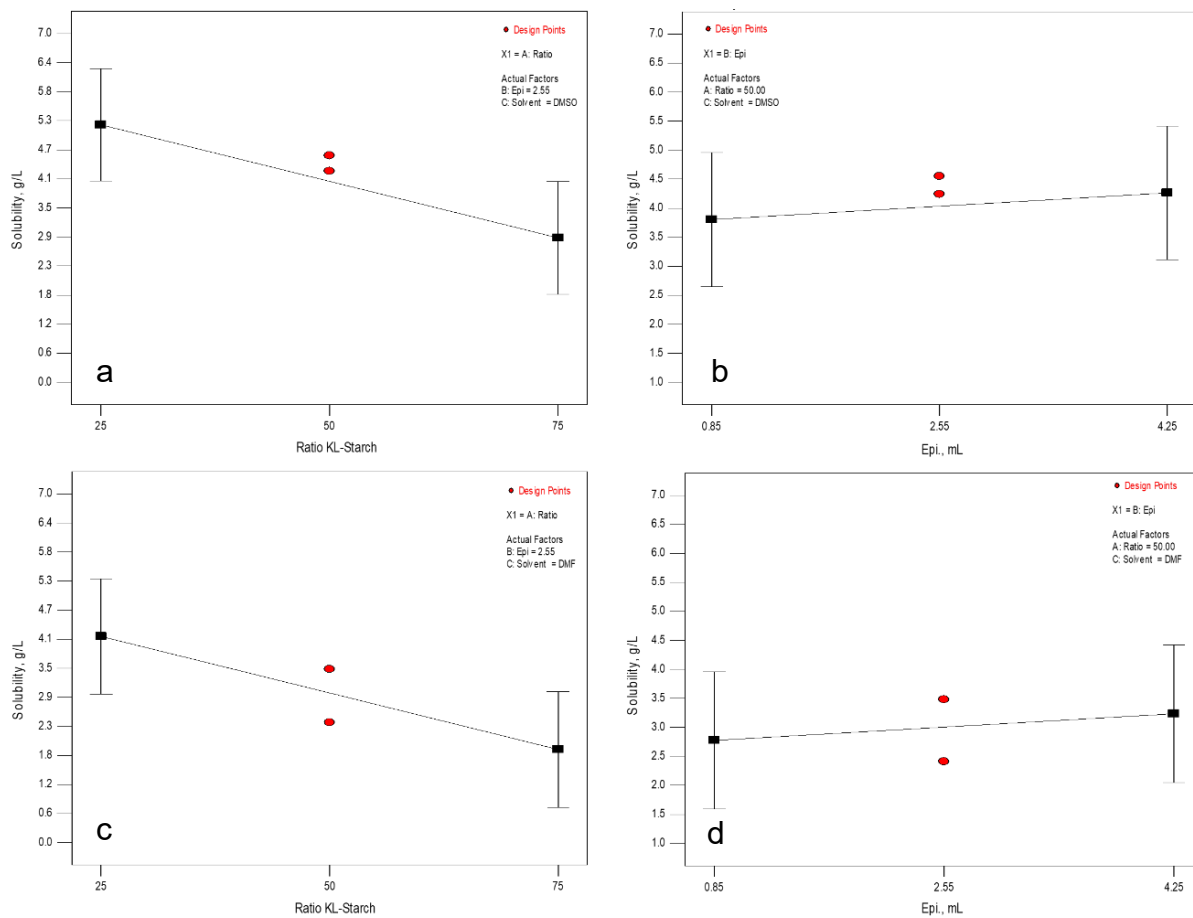 7.0
6.4
5.8
5.3
4.7
4.1
3.5
2.9
2.3
1.8
1.2
0.6
0.0
Solubility, g/L
Design Points
X1 = A: Ratio
Actual Factors
B: Epi = 2.55
C: Solvent = DMSO
a
25
50
75
Ratio KL-Starch
7.0
6.5
6.0
5.5
5.0
4.5
4.0
3.5
3.0
2.5
2.0
1.5
1.0
Solubility, g/L
Design Points
X1 = B: Epi
Actual Factors
A: Ratio = 50.00
C: Solvent = DMSO
b
0.85
2.55
4.25
Epi., mL
7.0
6.4
5.8
5.3
4.7
4.1
3.5
2.9
2.3
1.8
1.2
0.6
0.0
Solubility, g/L
Design Points
X1 = A: Ratio
Actual Factors
B: Epi = 2.55
C: Solvent = DMF
c
25
50
75
Ratio KL-Starch
7.0
6.5
6.0
5.5
5.0
4.5
4.0
3.5
3.0
2.5
2.0
1.5
1.0
Solubility, g/L
Design Points
X1 = B: Epi
Actual Factors
A: Ratio = 50.00
C: Solvent = DMF
d
0.85
2.55
4.25
Epi., mL